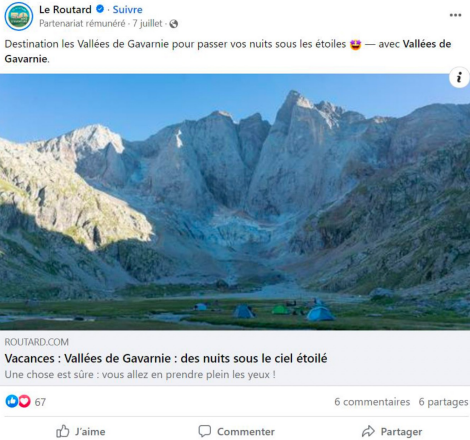 Le Routard · Suivre
Partenariat rémunéré · 7 juillet ·
Destination les Vallées de Gavarnie pour passer vos nuits sous les étoiles 🤩 — avec Vallées de
Gavarnie.
i
ROUTARD.COM
Vacances : Vallées de Gavarnie : des nuits sous le ciel étoilé
Une chose est sûre : vous allez en prendre plein les yeux !
67
6 commentaires 6 partages
J'aime Commenter Partager